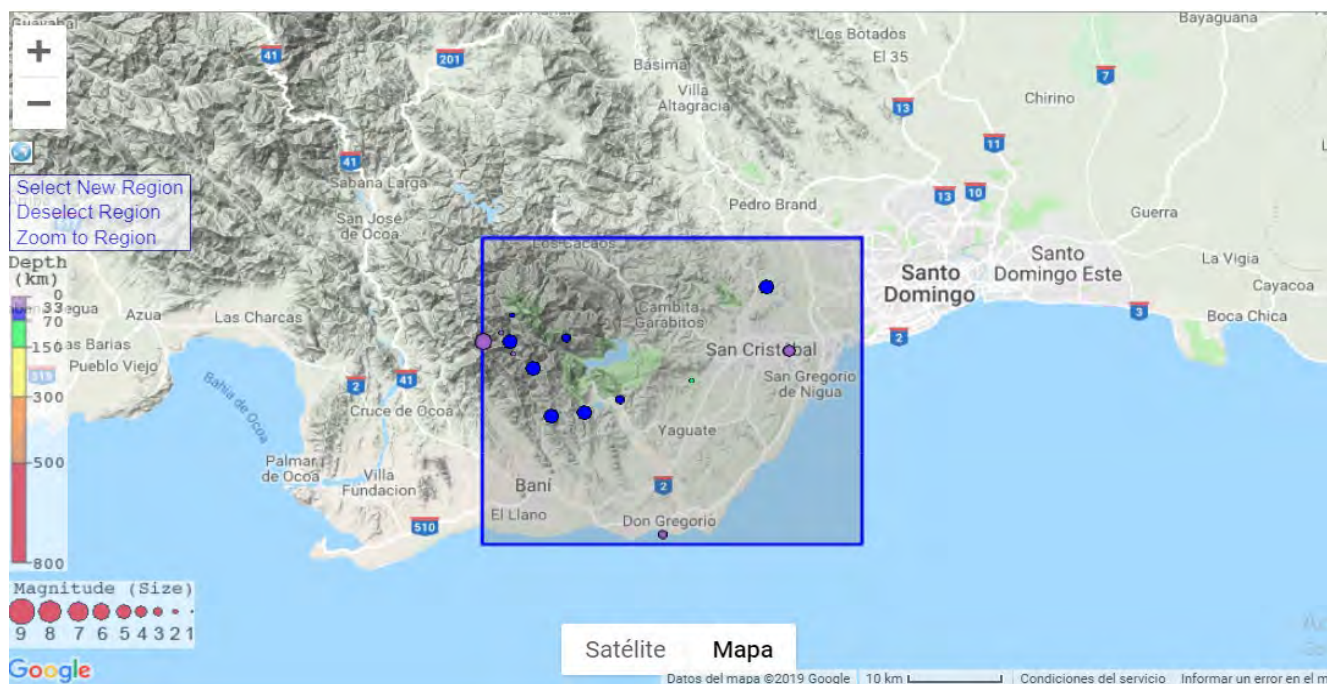 Guayabal
Bayaguana
Los Botados
El 35
41
201
Básima
7
Villa
Altagracia
Chirino
13
11
41
Sabana Larga
13
10
Select New Region
Deselect Region
Zoom to Region
San José
de Ocoa
Pedro Brand
Guerra
Los Cacaos
Santo
Domingo Este
La Vigia
Depth
(km)
Santo
Domingo
Cayacoa
0
33
70
150
300
500
800
Azua
Las Charcas
Cambita
Garabitos
3
Boca Chica
Pueblo Viejo
2
San Cristóbal
Bahía de Ocoa
2
41
San Gregorio
de Nigua
Cruce de Ocoa
Yaguate
Palmar
de Ocoa
Villa
Fundacion
Baní
2
El Llano
Don Gregorio
510
Magnitude (Size)
9 8 7 6 5 4 3 2 1
Satélite Mapa
Google
Datos del mapa ©2019 Google 10 km Condiciones del servicio Informar un error en el m